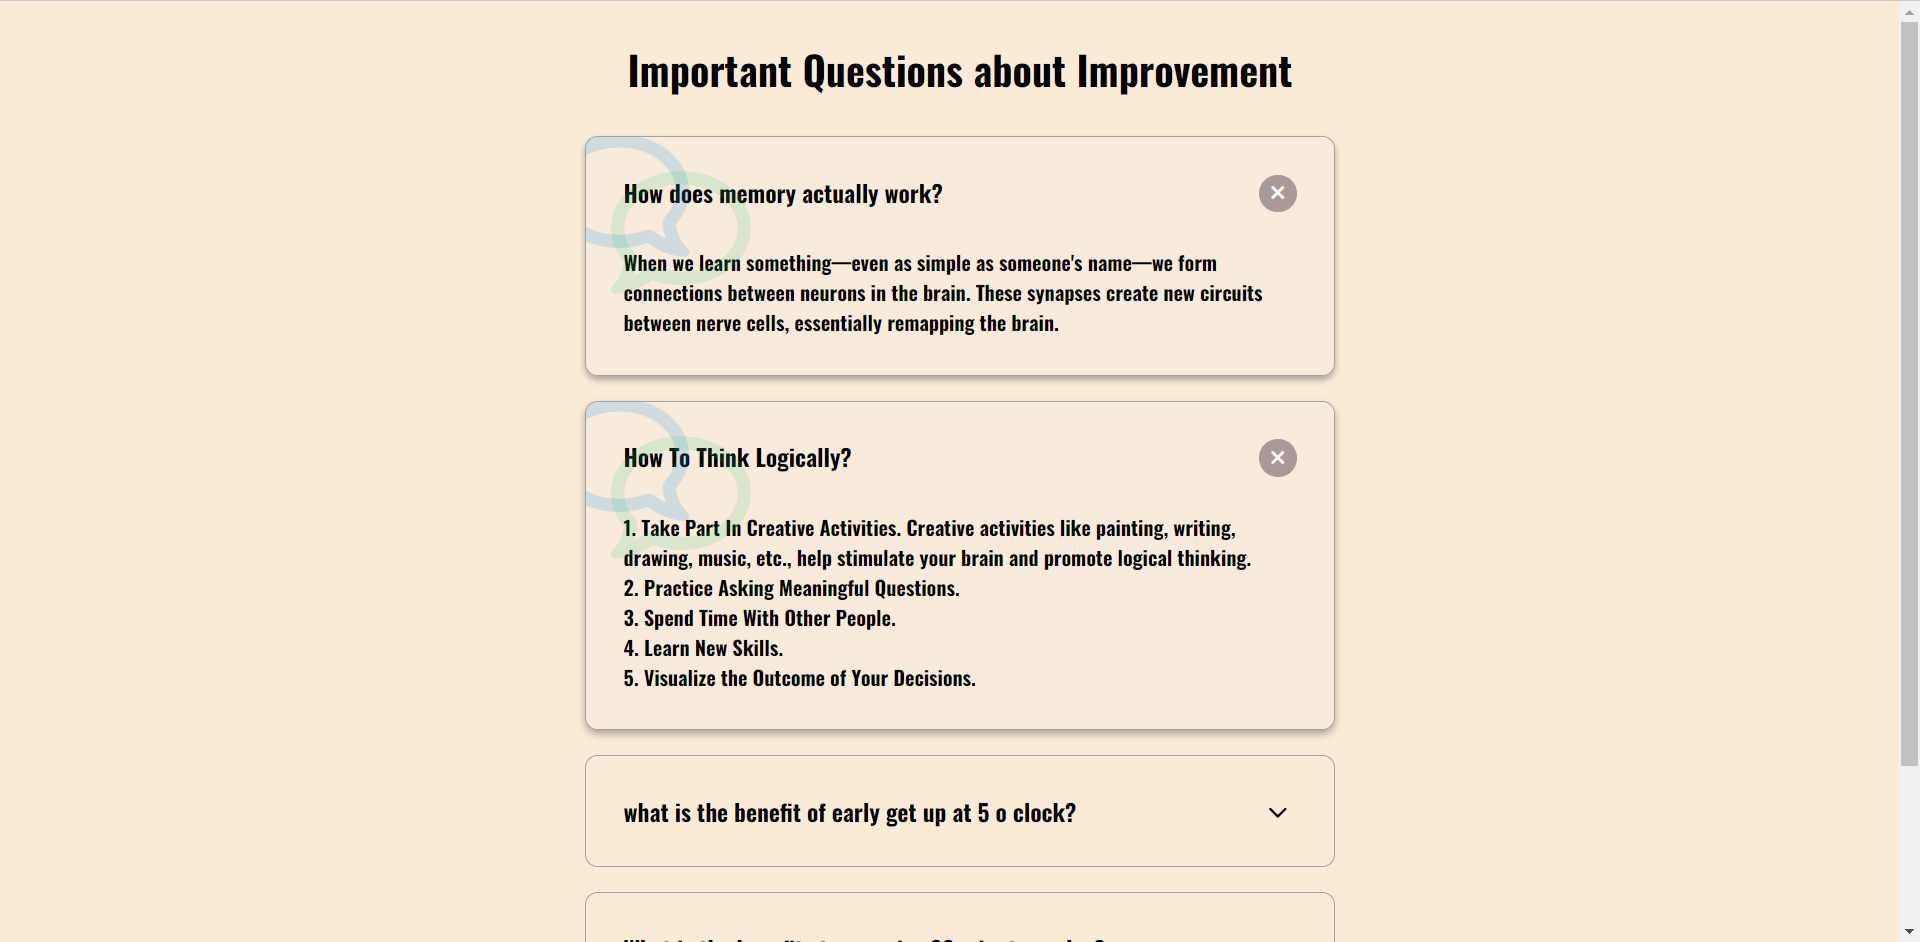 Important Questions about Improvement
How does memory actually work?
When we learn something—even as simple as someone's name—we form
connections between neurons in the brain. These synapses create new circuits
between nerve cells, essentially remapping the brain.
How To Think Logically?
1. Take Part In Creative Activities. Creative activities like painting, writing,
drawing, music, etc., help stimulate your brain and promote logical thinking.
2. Practice Asking Meaningful Questions.
3. Spend Time With Other People.
4. Learn New Skills.
5. Visualize the Outcome of Your Decisions.
what is the benefit of early get up at 5 o clock?